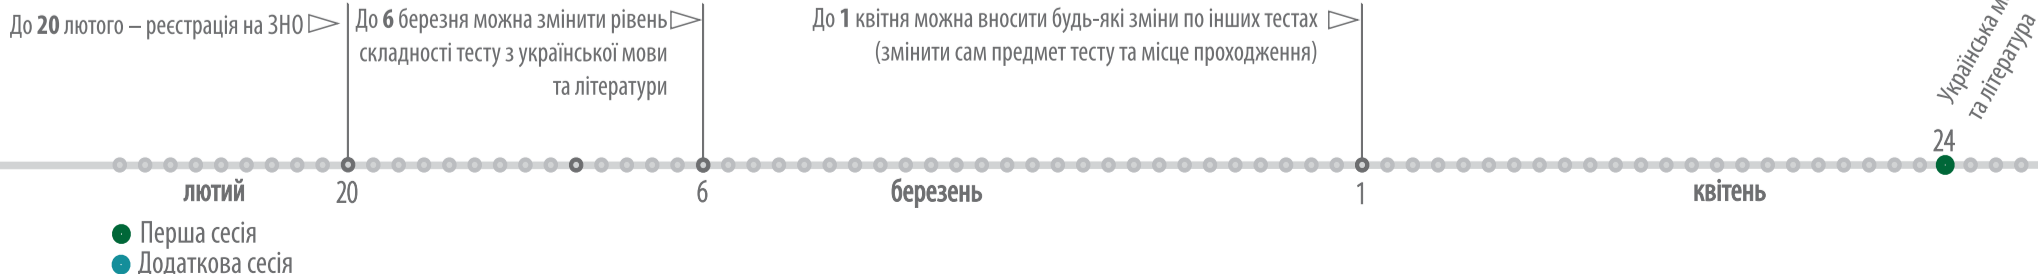 До 20 лютого – реєстрація на ЗНО
До 6 березня можна змінити рівень
складності тесту з української мови
та літератури
До 1 квітня можна вносити будь-які зміни по інших тестах
(змінити сам предмет тесту та місце проходження)
Українська
та література
24
лютий
20
6
березень
1
квітень
Перша сесія
Додаткова сесія